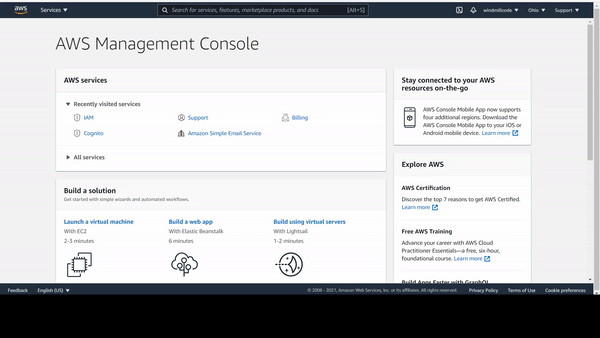 aws
Services
Search for services, features, marketplace products, and docs [Alt+S]
windmillcode
Ohio
Support
AWS Management Console
AWS services
Recently visited services
IAM
Support
Billing
Cognito
Amazon Simple Email Service
All services
Build a solution
Get started with simple wizards and automated workflows.
Launch a virtual machine
With EC2
2-5 minutes
Build a web app
With Elastic Beanstalk
6 minutes
Build using virtual servers
With Lightsail
1-2 minutes
Stay connected to your AWS
resources on-the-go
AWS Console Mobile App now supports
four additional regions. Download the
AWS Console Mobile App to your iOS or
Android mobile device. Learn more
Explore AWS
AWS Certification
Discover the top 7 reasons to get AWS Certified.
Learn more
Free AWS Training
Advance your career with AWS Cloud
Practitioner Essentials—a free, six-hour,
foundational course. Learn more
Build Apps Faster with GraphQL
Feedback
English (US)
© 2008 - 2021, Amazon Web Services, Inc. or its affiliates. All rights reserved.
Privacy Policy
Terms of Use
Cookie preferences